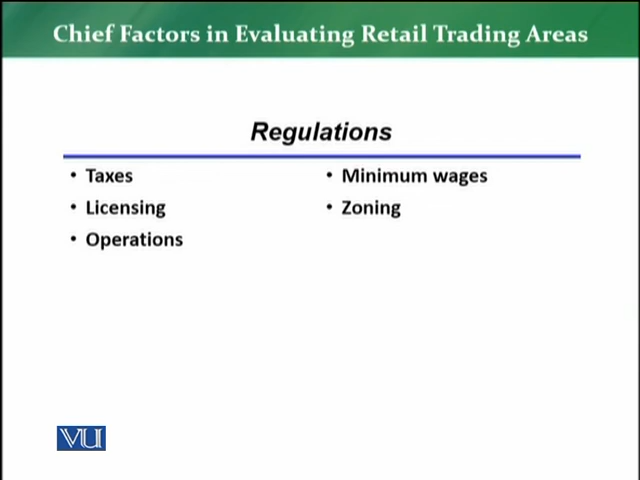 Chief Factors in Evaluating Retail Trading Areas
Regulations
• Taxes
• Licensing
• Operations
• Minimum wages
• Zoning
VU